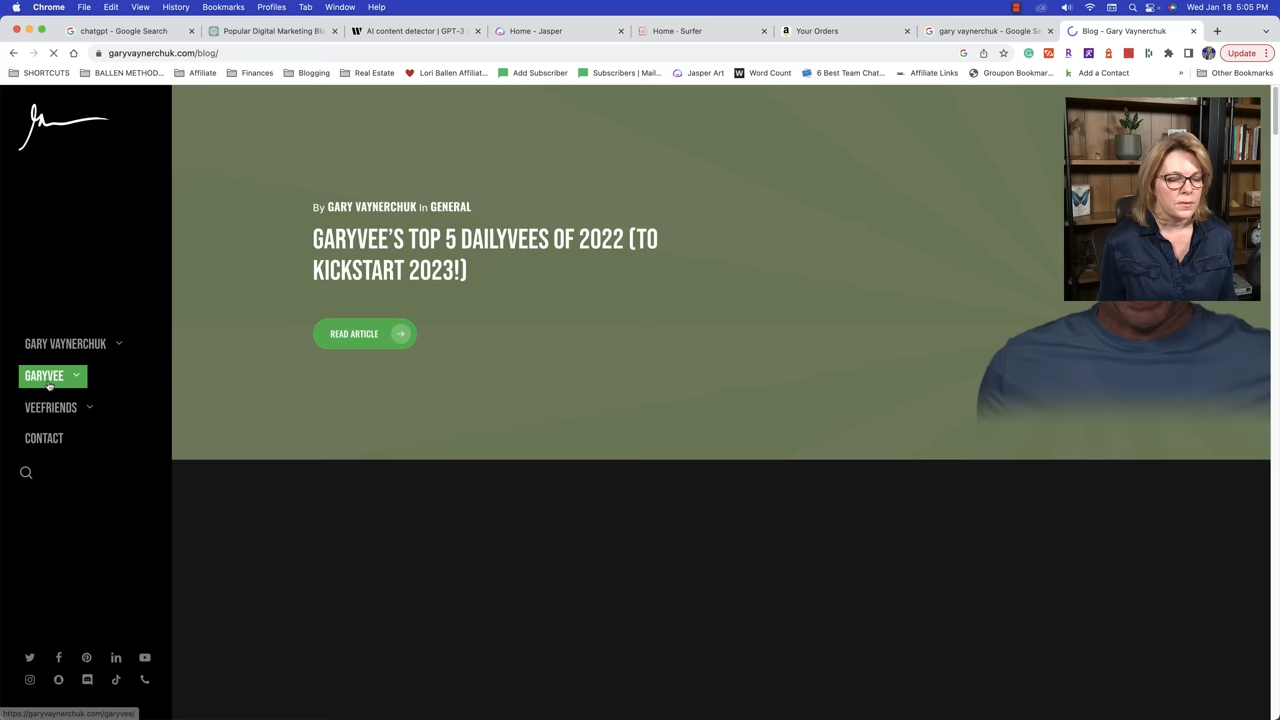 Chrome File Edit View History Bookmarks Profiles Tab Window Help Wed Jan 18 5:05 PM
chatgpt - Google Search
Popular Digital Marketing Bl
AI content detector | GPT-3
Home - Jasper
Home - Surfer
Your Orders
gary vaynerchuk - Google Se
Blog - Gary Vaynerchuk
garyvaynerchuk.com/blog/
Update
SHORTCUTS BALLEN METHOD... Affiliate Finances Blogging Real Estate Lori Ballen Affiliat... Add Subscriber Subscribers | Mail... Jasper Art Word Count 6 Best Team Chat... Affiliate Links Groupon Bookmar... Add a Contact » Other Bookmarks
By GARY VAYNERCHUK In GENERAL
GARYVEE'S TOP 5 DAILYVEES OF 2022 (TO
KICKSTART 2023!)
READ ARTICLE
GARY VAYNERCHUK
GARYVEE
VEEFRIENDS
CONTACT
https://garyvaynerchuk.com/garyvee/